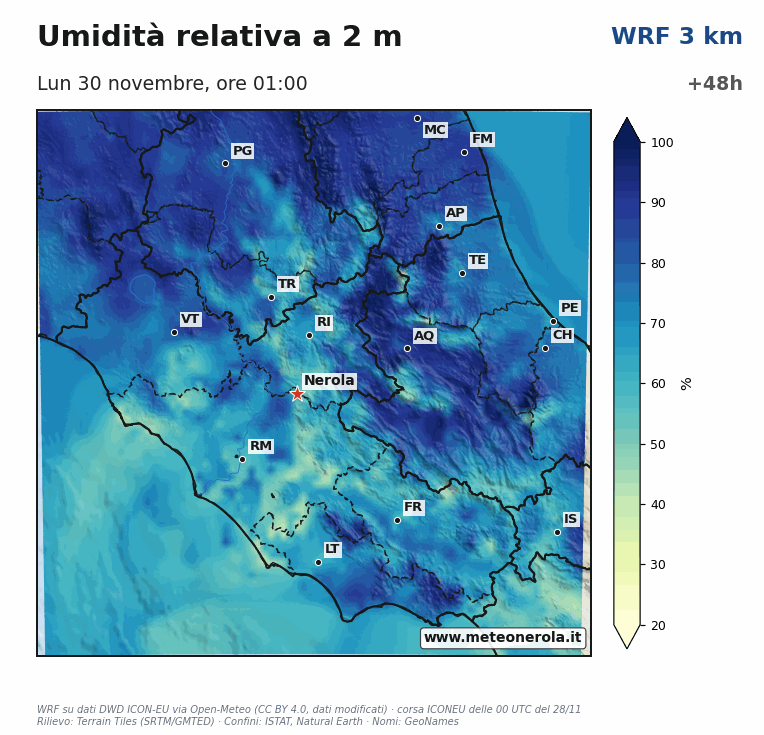 Umidità relativa a 2 m
WRF 3 km
Lun 30 novembre, ore 01:00
+48h
MC
FM
PG
AP
TE
TR
PE
VT
RI
AQ
CH
Nerola
RM
FR
IS
LT
www.meteonerola.it
100
90
80
70
60
50
40
30
20
%
WRF su dati DWD ICON-EU via Open-Meteo (CC BY 4.0, dati modificati) · corsa ICONEU delle 00 UTC del 28/11
Rilievo: Terrain Tiles (SRTM/GMTED) · Confini: ISTAT, Natural Earth · Nomi: GeoNames